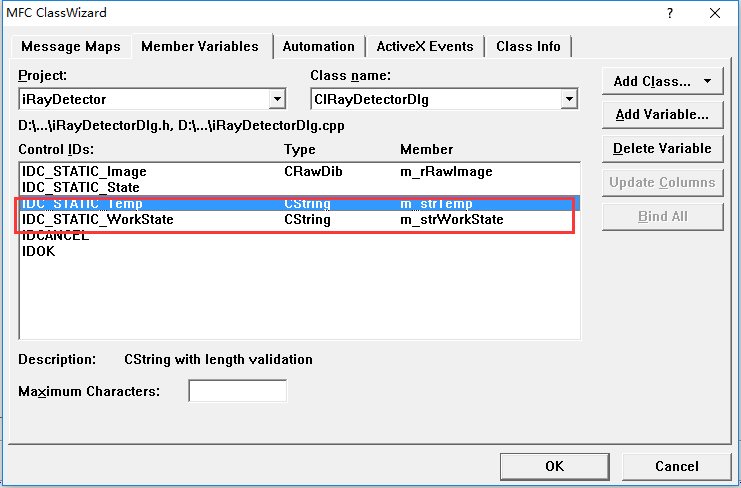 MFC ClassWizard
?
Message Maps Member Variables Automation ActiveX Events Class Info
Project: Class name:
iRayDetector CIRayDetectorDlg
Add Class...
D:\...\iRayDetectorDlg.h, D:\...\iRayDetectorDlg.cpp
Add Variable...
Control IDs: Type Member
Delete Variable
IDC_STATIC_Image CRawDib m_rRawImage
IDC_STATIC_State
Update Columns
IDC_STATIC_Temp CString m_strTemp
IDC_STATIC_WorkState CString m_strWorkState
Bind All
IDCANCEL
IDOK
Description: CString with length validation
Maximum Characters:
OK Cancel